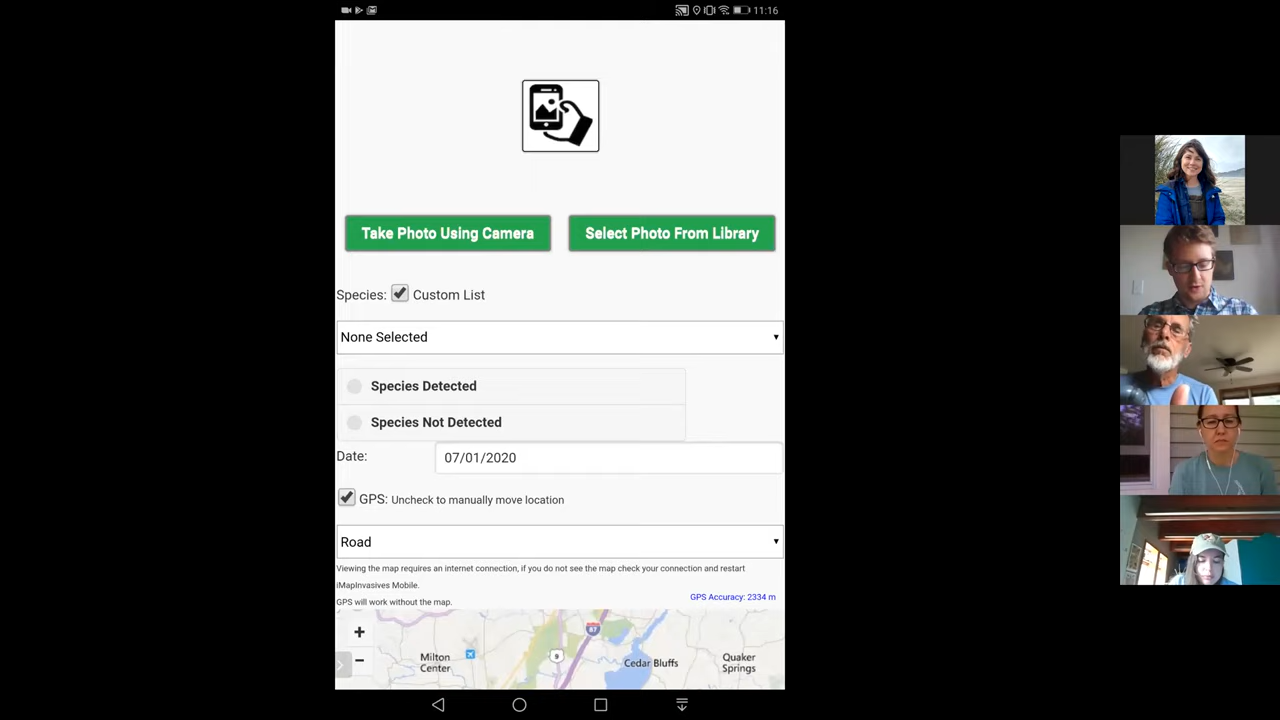 11:16
Take Photo Using Camera
Select Photo From Library
Species: Custom List
None Selected
Species Detected
Species Not Detected
Date: 07/01/2020
GPS: Uncheck to manually move location
Road
Viewing the map requires an internet connection, if you do not see the map check your connection and restart
iMapInvasives Mobile.
GPS will work without the map.
GPS Accuracy: 2334 m
+
−
87
9
Milton
Center
Cedar Bluffs
Quaker
Springs